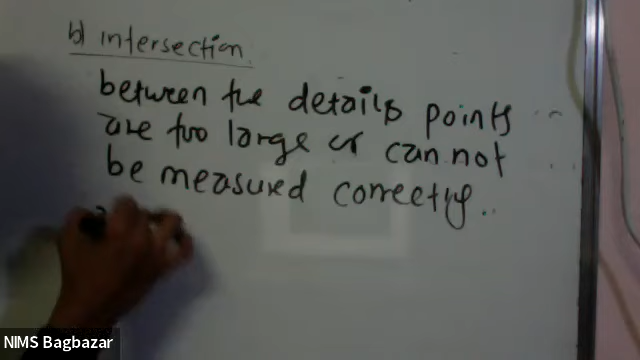 b) intersection
between the details points
are too large or can not
be measured correctly..
NIMS Bagbazar